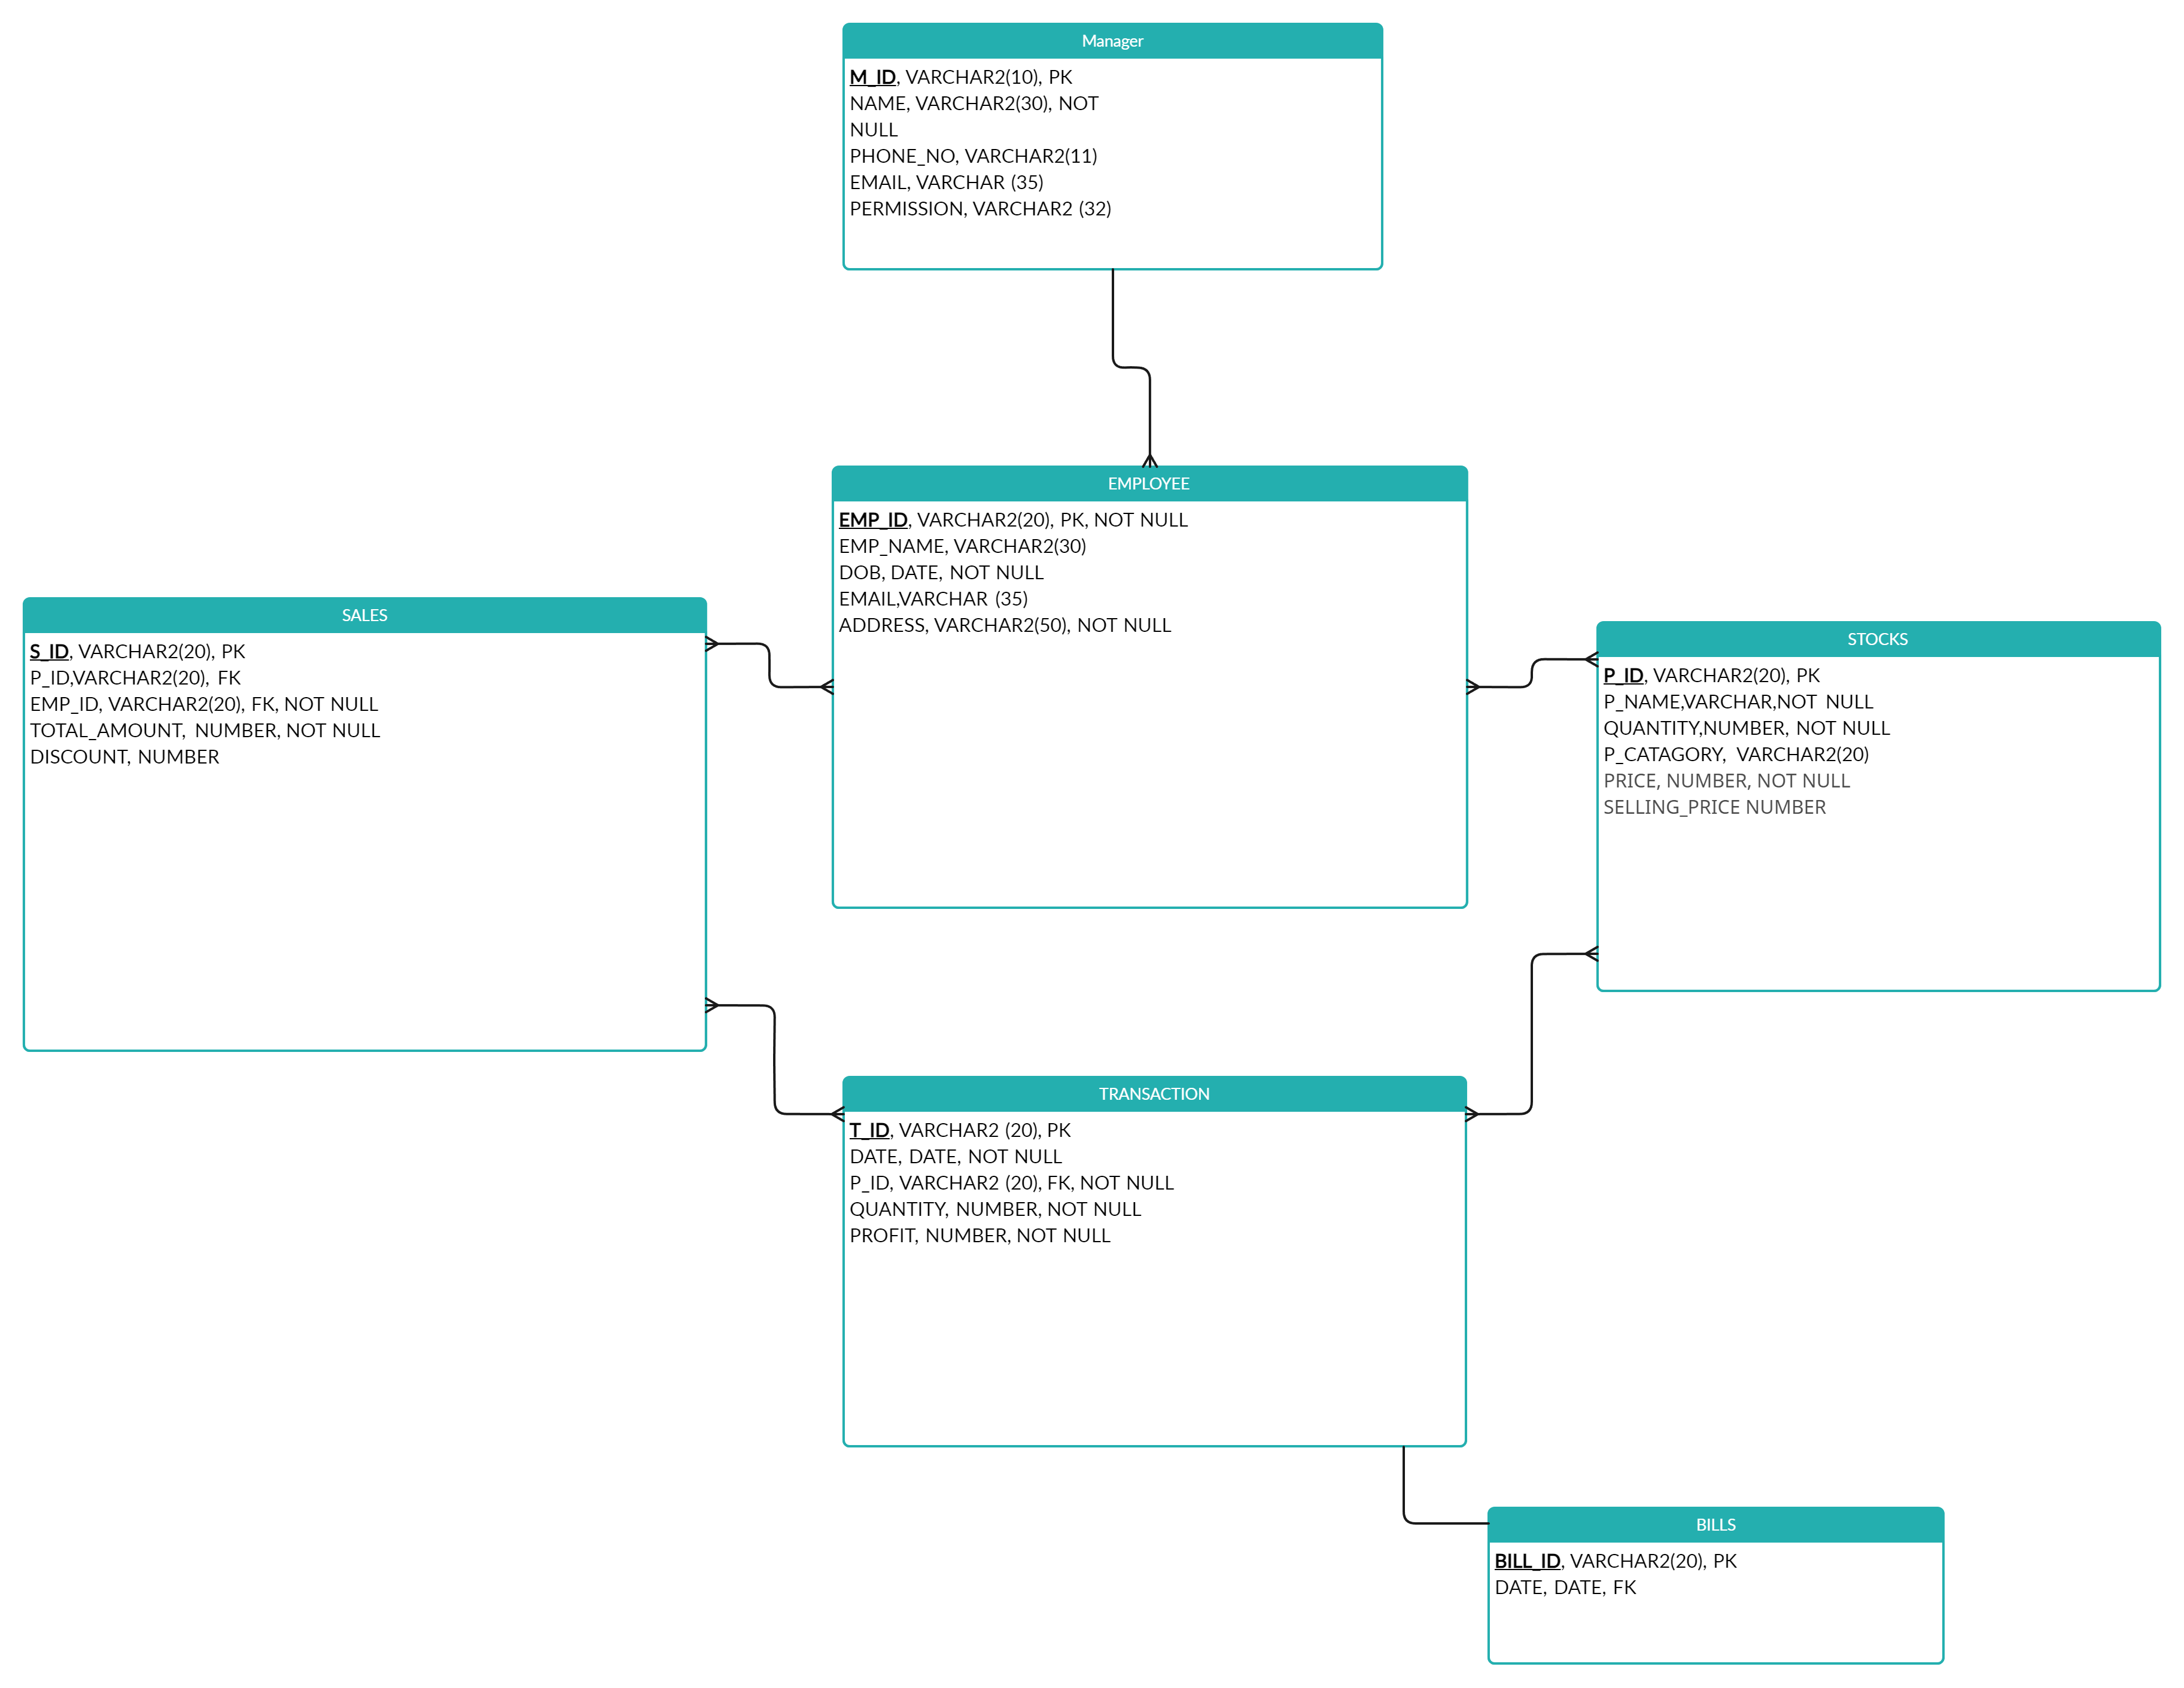 Manager
M_ID, VARCHAR2(10), PK
NAME, VARCHAR2(30), NOT
NULL
PHONE_NO, VARCHAR2(11)
EMAIL, VARCHAR (35)
PERMISSION, VARCHAR2 (32)
EMPLOYEE
EMP_ID, VARCHAR2(20), PK, NOT NULL
EMP_NAME, VARCHAR2(30)
DOB, DATE, NOT NULL
EMAIL,VARCHAR (35)
ADDRESS, VARCHAR2(50), NOT NULL
SALES
S_ID, VARCHAR2(20), PK
P_ID,VARCHAR2(20), FK
EMP_ID, VARCHAR2(20), FK, NOT NULL
TOTAL_AMOUNT, NUMBER, NOT NULL
DISCOUNT, NUMBER
STOCKS
P_ID, VARCHAR2(20), PK
P_NAME,VARCHAR,NOT NULL
QUANTITY,NUMBER, NOT NULL
P_CATAGORY, VARCHAR2(20)
PRICE, NUMBER, NOT NULL
SELLING_PRICE NUMBER
TRANSACTION
T_ID, VARCHAR2 (20), PK
DATE, DATE, NOT NULL
P_ID, VARCHAR2 (20), FK, NOT NULL
QUANTITY, NUMBER, NOT NULL
PROFIT, NUMBER, NOT NULL
BILLS
BILL_ID, VARCHAR2(20), PK
DATE, DATE, FK